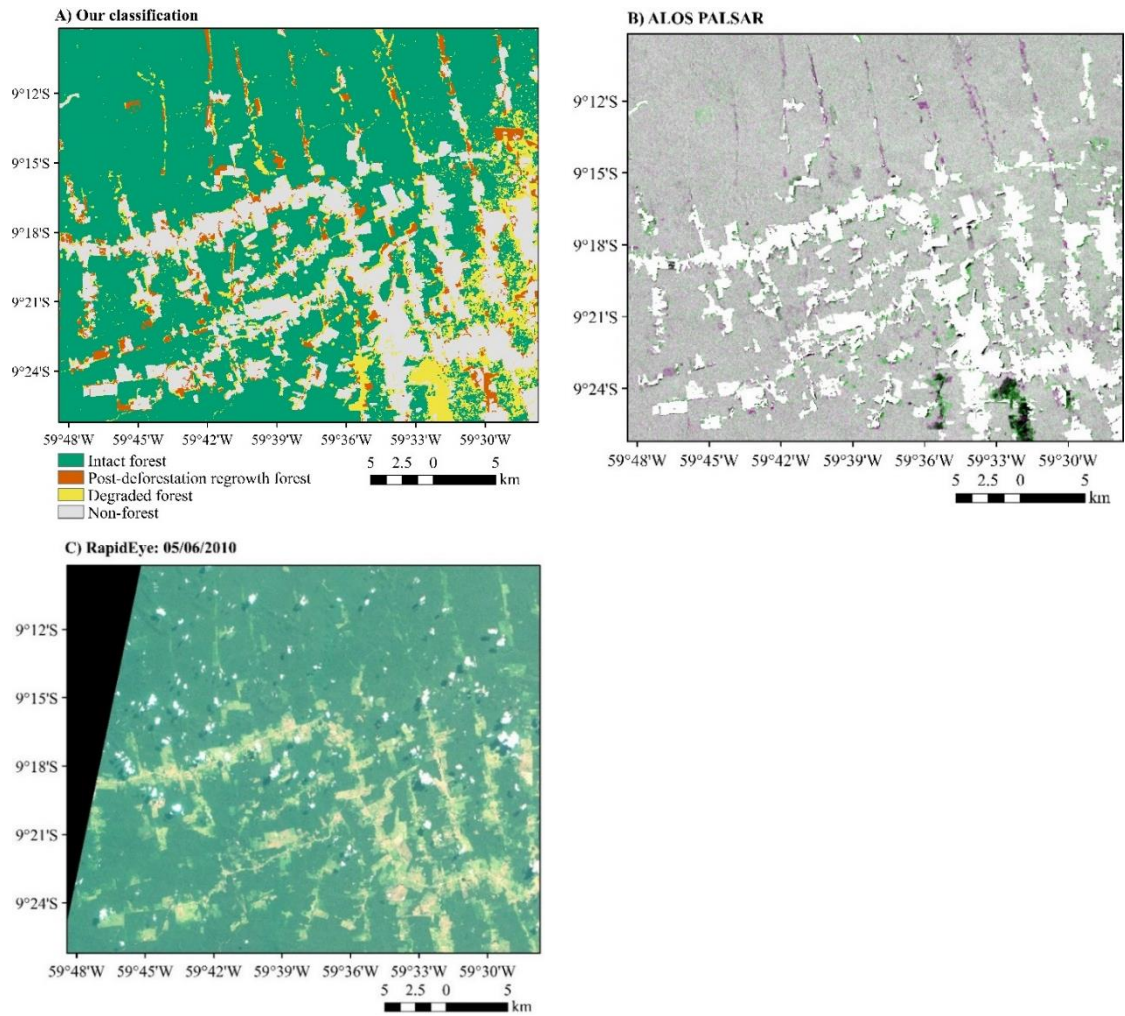 A) Our classification
9°12'S
9°15'S
9°18'S
9°21'S
9°24'S
59°48'W 59°45'W 59°42'W 59°39'W 59°36'W 59°33'W 59°30'W
Intact forest
Post-deforestation regrowth forest
Degraded forest
Non-forest
5 2.5 0 5
km
B) ALOS PALSAR
9°12'S
9°15'S
9°18'S
9°21'S
9°24'S
59°48'W 59°45'W 59°42'W 59°39'W 59°36'W 59°33'W 59°30'W
5 2.5 0 5
km
C) RapidEye: 05/06/2010
9°12'S
9°15'S
9°18'S
9°21'S
9°24'S
59°48'W 59°45'W 59°42'W 59°39'W 59°36'W 59°33'W 59°30'W
5 2.5 0 5
km